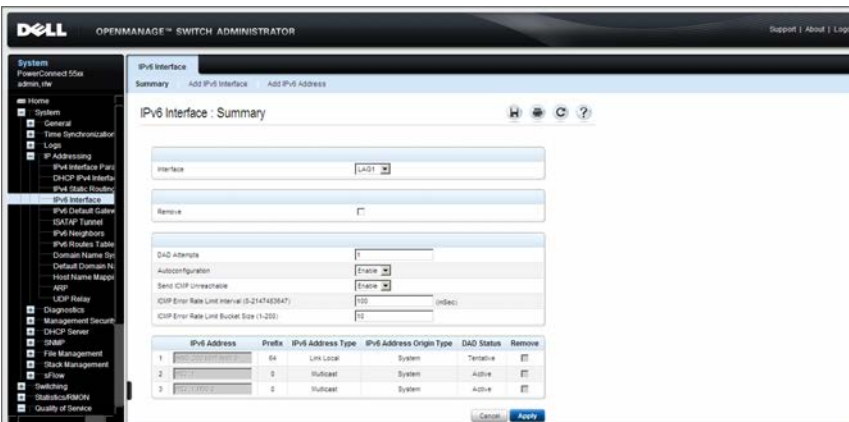 DELL OPENMANAGE™ SWITCH ADMINISTRATOR
Support | About | Logo
System
PowerConnect 55xx
admin, r/w
Home
System
General
Time Synchronization
Logs
IP Addressing
IPv4 Interface Para
DHCP IPv4 Interfa
IPv4 Static Routing
IPv6 Interface
IPv6 Default Gatew
ISATAP Tunnel
IPv6 Neighbors
IPv6 Routes Table
Domain Name Sys
Default Domain Na
Host Name Mappi
ARP
UDP Relay
Diagnostics
Management Securit
DHCP Server
SNMP
File Management
Stack Management
sFlow
Switching
Statistics/RMON
Quality of Service
IPv6 Interface
Summary Add IPv6 Interface Add IPv6 Address
IPv6 Interface : Summary
Interface LAG1
Remove
DAD Attempts 1
Autoconfiguration Enable
Send ICMP Unreachable Enable
ICMP Error Rate Limit Interval (0-2147483647) 100 (mSec)
ICMP Error Rate Limit Bucket Size (1-200) 10
IPv6 Address Prefix IPv6 Address Type IPv6 Address Origin Type DAD Status Remove
1 64 Link Local System Tentative
2 0 Multicast System Active
3 0 Multicast System Active
Cancel Apply